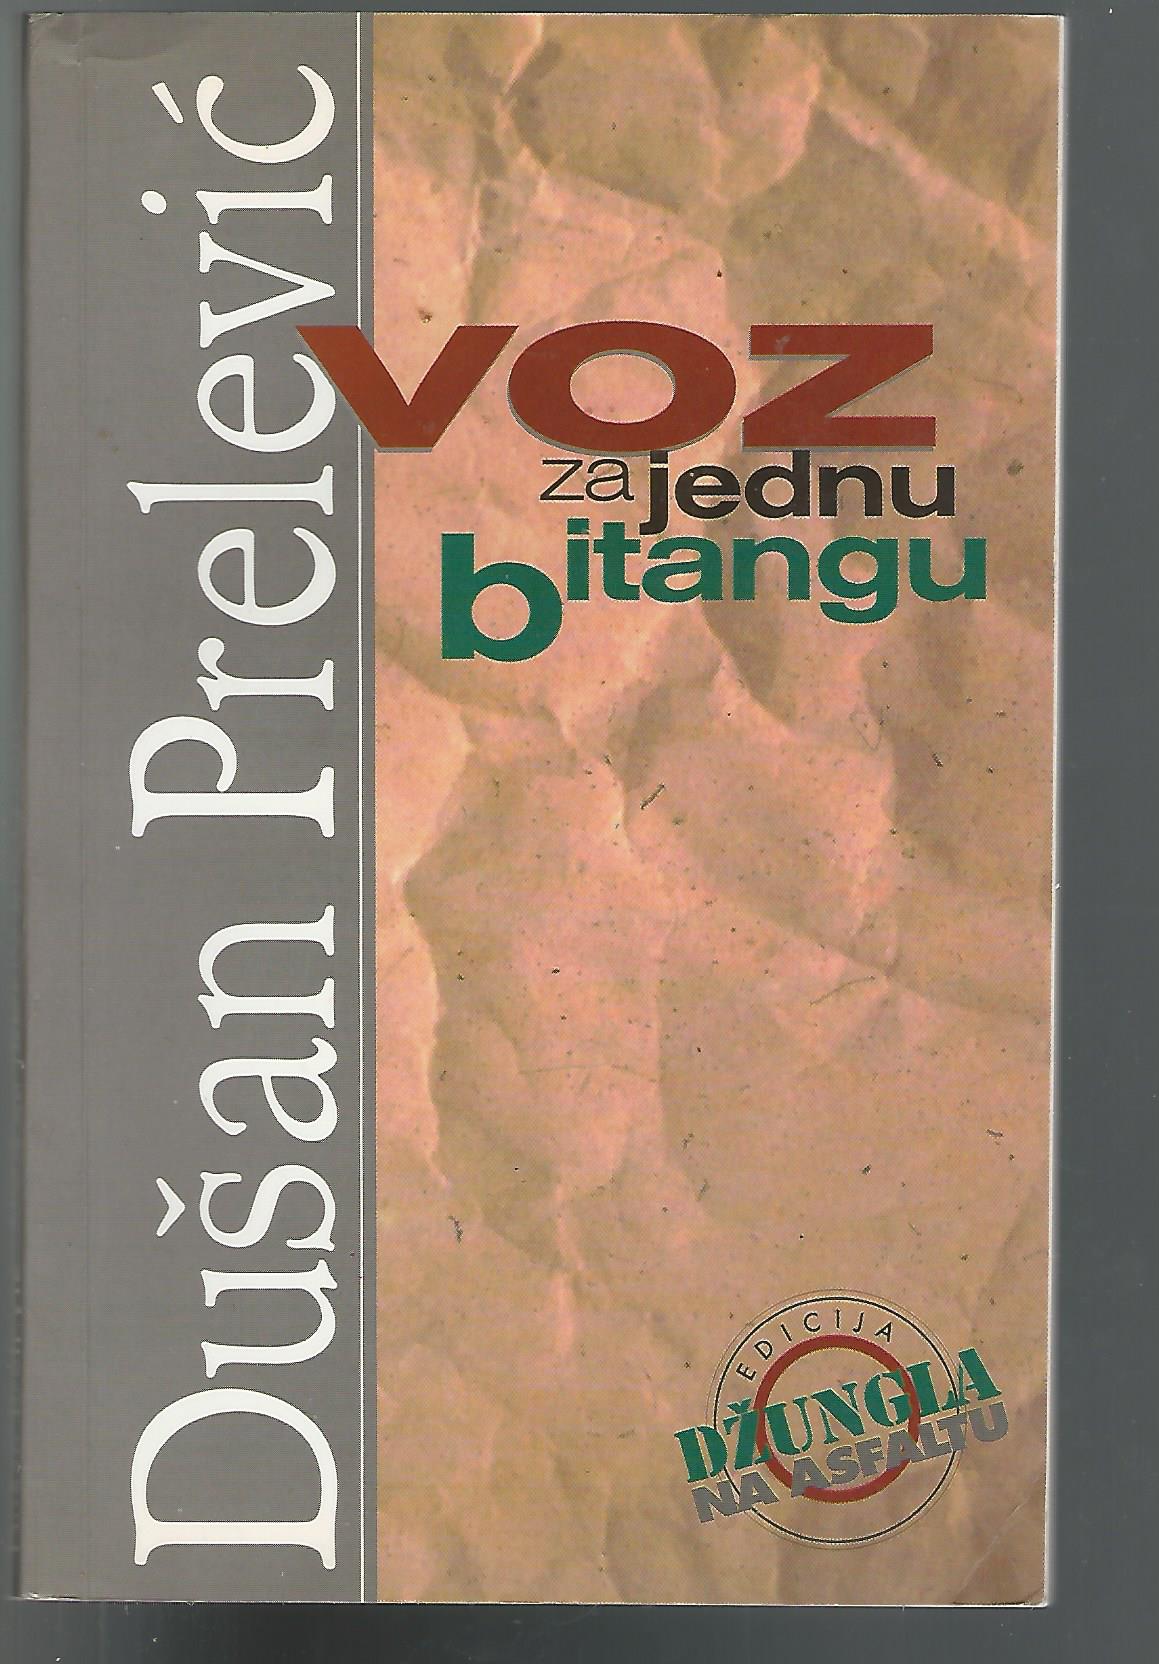 Dušan Prelević
voz
za jednu
bitangu
EDICIJA
DŽUNGLA
NA ASFALTU